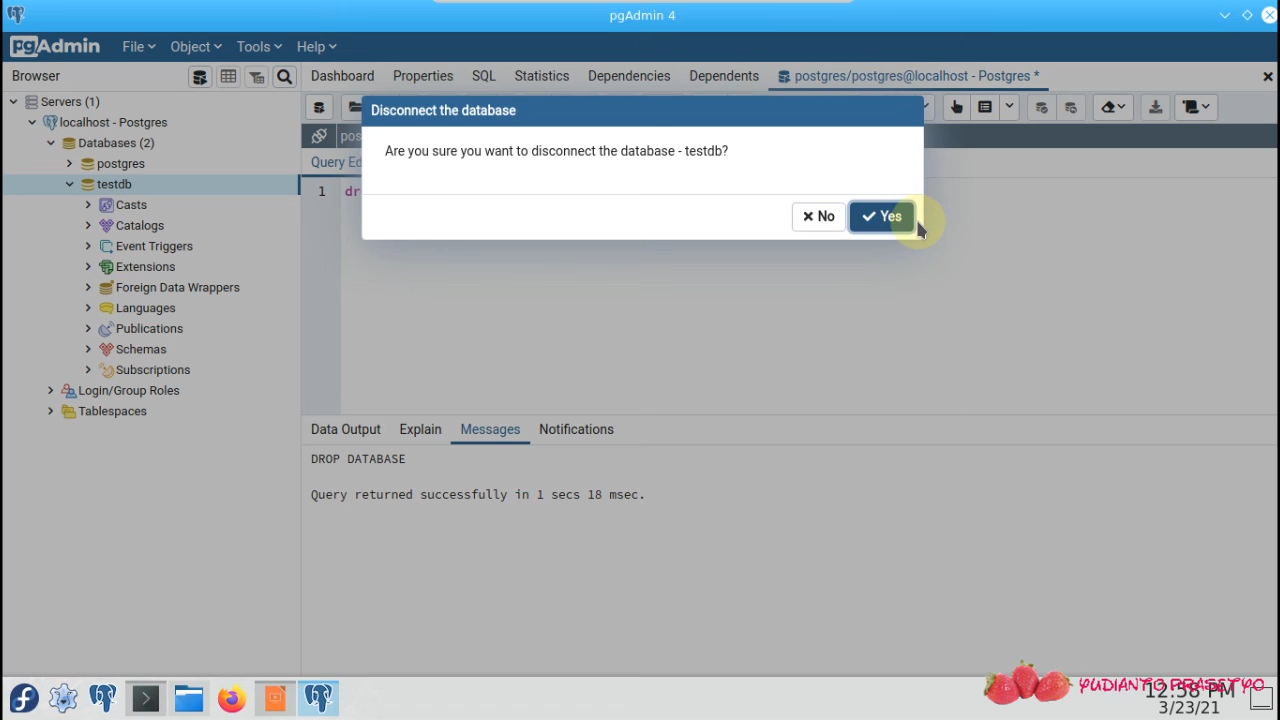 pgAdmin 4
pgAdmin File Object Tools Help
Browser
Dashboard Properties SQL Statistics Dependencies Dependents postgres/postgres@localhost - Postgres *
Servers (1)
localhost - Postgres
Databases (2)
postgres
testdb
Casts
Catalogs
Event Triggers
Extensions
Foreign Data Wrappers
Languages
Publications
Schemas
Subscriptions
Login/Group Roles
Tablespaces
pos
Query Ed
1 dr
Disconnect the database
Are you sure you want to disconnect the database - testdb?
No Yes
Data Output Explain Messages Notifications
DROP DATABASE
Query returned successfully in 1 secs 18 msec.
YUDIANTO PRASETYO
12:58 PM
3/23/21